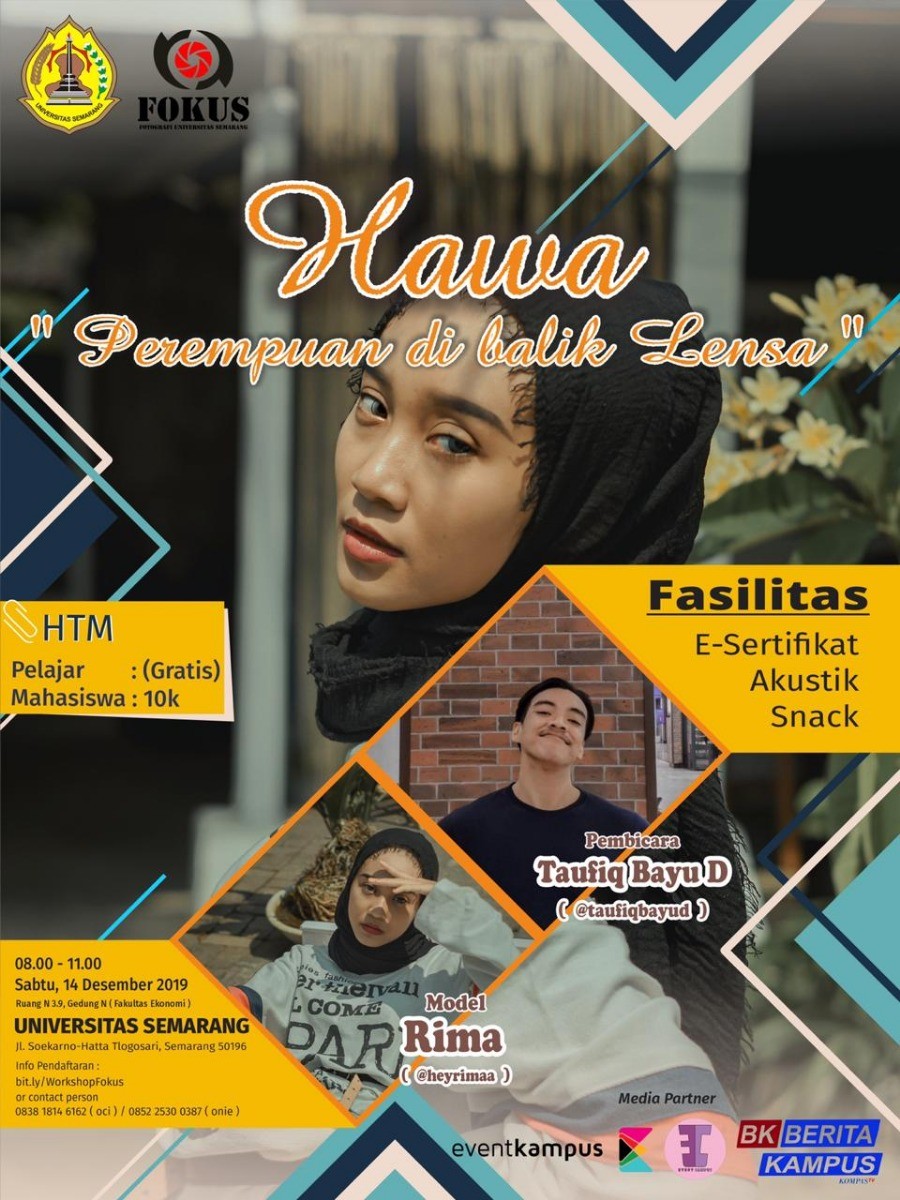 UNIVERSITAS SEMARANG
FOKUS
FOTOGRAFI UNIVERSITAS SEMARANG
Hawa
" Perempuan di balik Lensa "
HTM
Pelajar : (Gratis)
Mahasiswa : 10k
Fasilitas
E-Sertifikat
Akustik
Snack
Pembicara
Taufiq Bayu D
( @taufiqbayud )
Model
Rima
( @heyrimaa )
08.00 - 11.00
Sabtu, 14 Desember 2019
Ruang N 3.9, Gedung N ( Fakultas Ekonomi )
UNIVERSITAS SEMARANG
Jl. Soekarno-Hatta Tlogosari, Semarang 50196
Info Pendaftaran :
bit.ly/WorkshopFokus
or contact person
0838 1814 6162 ( oci ) / 0852 2530 0387 ( onie )
Media Partner
eventkampus
BK BERITA
KAMPUS
KOMPAS TV